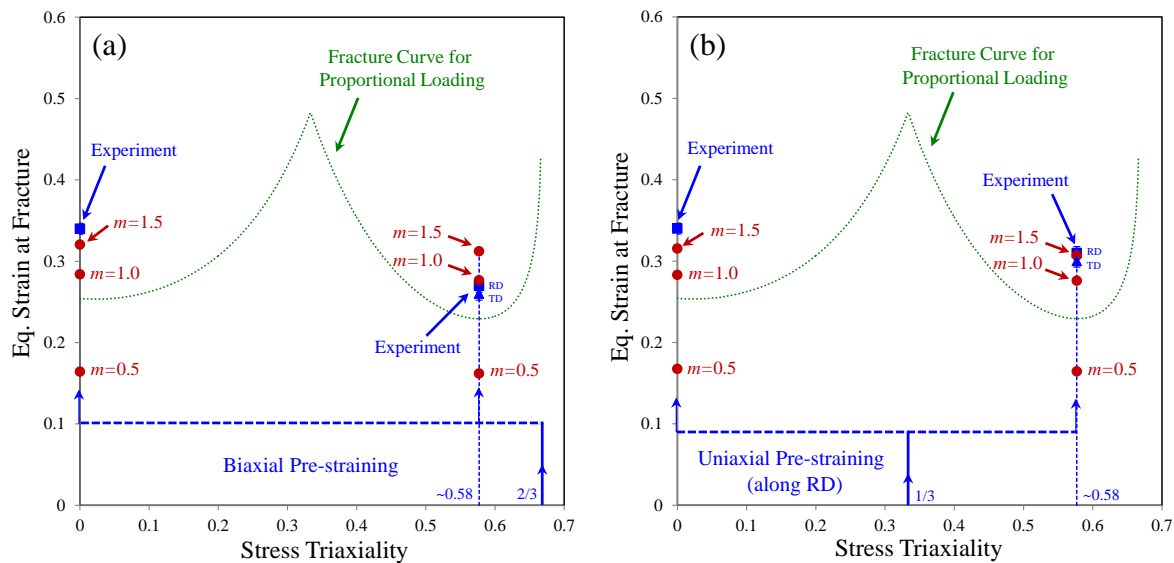 (a)
Fracture Curve for
Proportional Loading
Experiment
m=1.5
m=1.0
m=0.5
m=1.5
m=1.0
RD
TD
Experiment
m=0.5
Biaxial Pre-straining
~0.58
2/3
Eq. Strain at Fracture
0.6
0.5
0.4
0.3
0.2
0.1
0
0 0.1 0.2 0.3 0.4 0.5 0.6 0.7
Stress Triaxiality
(b)
Fracture Curve for
Proportional Loading
Experiment
m=1.5
m=1.0
m=0.5
Experiment
m=1.5
m=1.0
RD
TD
m=0.5
Uniaxial Pre-straining
(along RD)
1/3
~0.58
Eq. Strain at Fracture
0.6
0.5
0.4
0.3
0.2
0.1
0
0 0.1 0.2 0.3 0.4 0.5 0.6 0.7
Stress Triaxiality